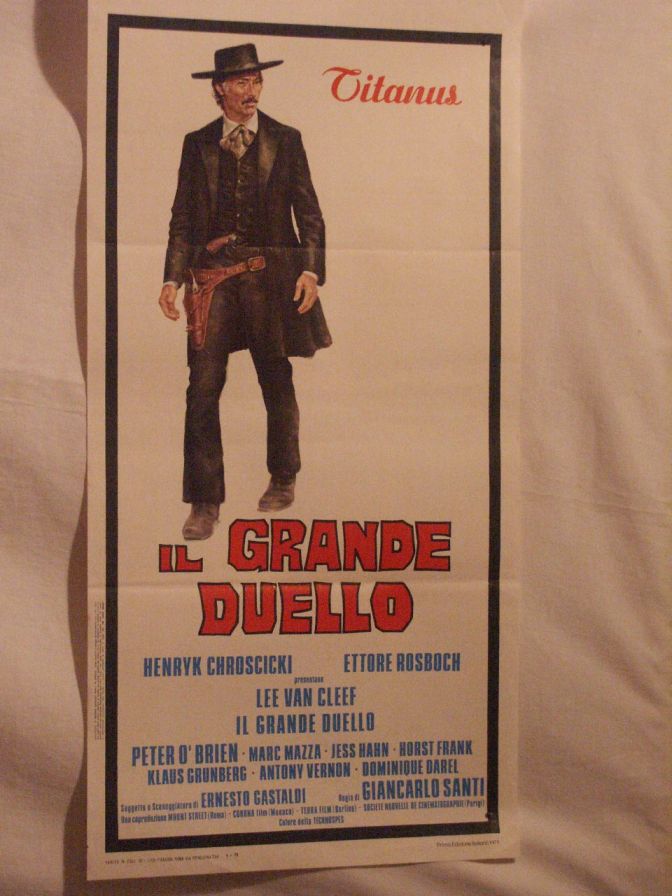 Titanus
IL GRANDE
DUELLO
HENRYK CHROSCICKI ETTORE ROSBOCH
presentano
LEE VAN CLEEF
IL GRANDE DUELLO
PETER O'BRIEN · MARC MAZZA · JESS HAHN · HORST FRANK
KLAUS GRUNBERG · ANTONY VERNON · DOMINIQUE DAREL
Soggetto e Sceneggiatura di ERNESTO GASTALDI Regia di GIANCARLO SANTI
Una coproduzione MOUNT STREET (Roma) · CORONA film (Monaco) · TERRA FILM (Berlino) · SOCIETE NOUVELLE DE CINEMATOGRAPHIE (Parigi)
Colore della TECHNOSPES
Prima Edizione Italiana